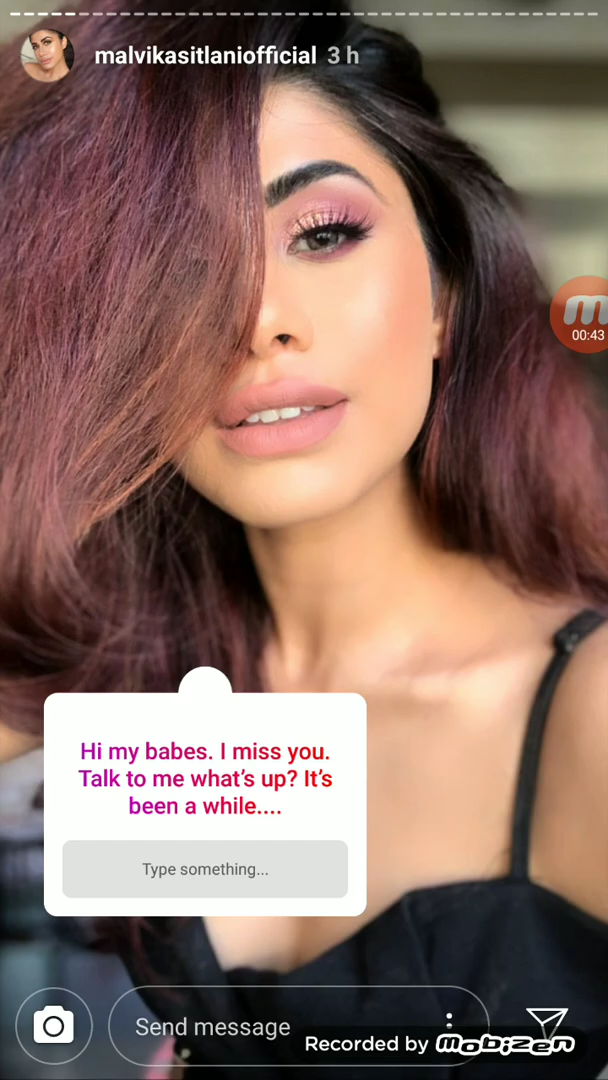 malvikasitlaniofficial 3 h
00:43
Hi my babes. I miss you.
Talk to me what's up? It's
been a while....
Type something...
Send message
Recorded by mobizen